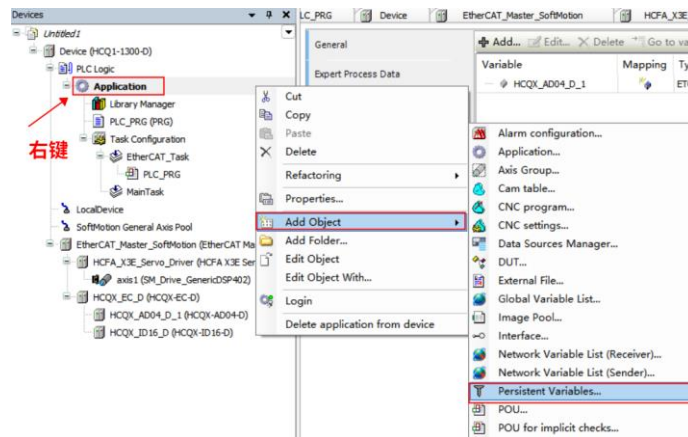 Devices
LC_PRG
Device
EtherCAT_Master_SoftMotion
HCFA_X3E
Untitled1
Device (HCQ1-1300-D)
PLC Logic
Application
Library Manager
PLC_PRG (PRG)
Task Configuration
EtherCAT_Task
PLC_PRG
MainTask
LocalDevice
SoftMotion General Axis Pool
EtherCAT_Master_SoftMotion (EtherCAT Ma
HCFA_X3E_Servo_Driver (HCFA X3E Ser
axis1 (SM_Drive_GenericDSP402)
HCQX_EC_D (HCQX-EC-D)
HCQX_AD04_D_1 (HCQX-AD04-D)
HCQX_ID16_D (HCQX-ID16-D)
右键
General
Expert Process Data
Add...
Edit...
Delete
Go to va
Variable
Mapping
Ty
HCQX_AD04_D_1
ET
Cut
Copy
Paste
Delete
Refactoring
Properties...
Add Object
Add Folder...
Edit Object
Edit Object With...
Login
Delete application from device
Alarm configuration...
Application...
Axis Group...
Cam table...
CNC program...
CNC settings...
Data Sources Manager...
DUT...
External File...
Global Variable List...
Image Pool...
Interface...
Network Variable List (Receiver)...
Network Variable List (Sender)...
Persistent Variables...
POU...
POU for implicit checks...